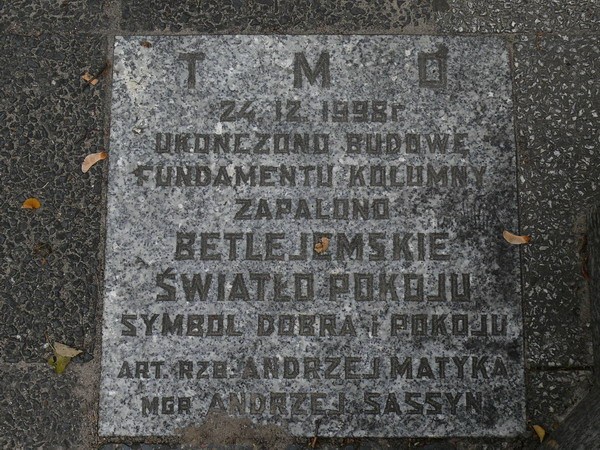 T M O
24.12.1998r
UKOŃCZONO BUDOWĘ
FUNDAMENTU KOLUMNY
ZAPALONO
BETLEJEMSKIE
ŚWIATŁO POKOJU
SYMBOL DOBRA i POKOJU
ART. RZB. ANDRZEJ MATYKA
MGR ANDRZEJ SASSYN